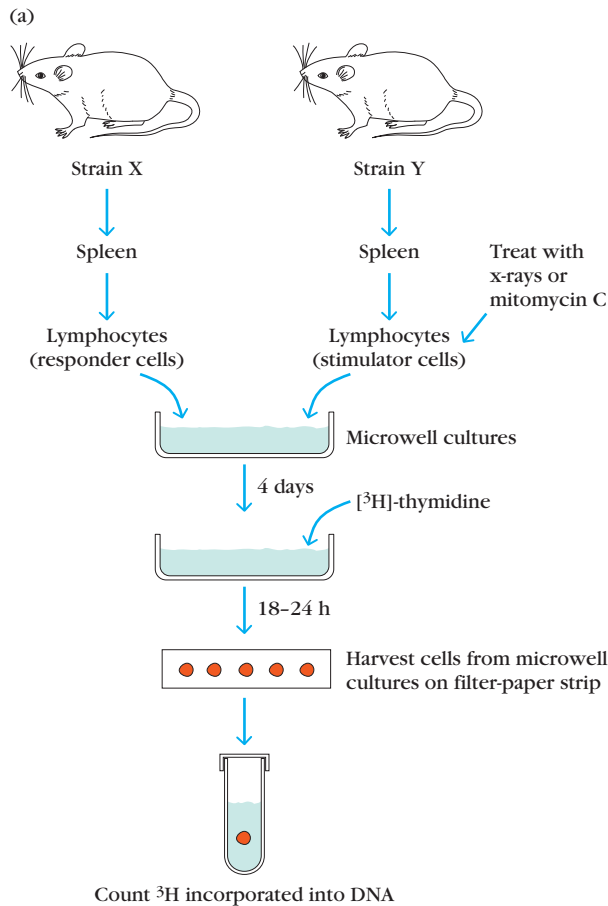 (a)
Strain X
Strain Y
Spleen
Spleen
Treat with
x-rays or
mitomycin C
Lymphocytes
(responder cells)
Lymphocytes
(stimulator cells)
Microwell cultures
4 days
[³H]-thymidine
18–24 h
Harvest cells from microwell
cultures on filter-paper strip
Count ³H incorporated into DNA